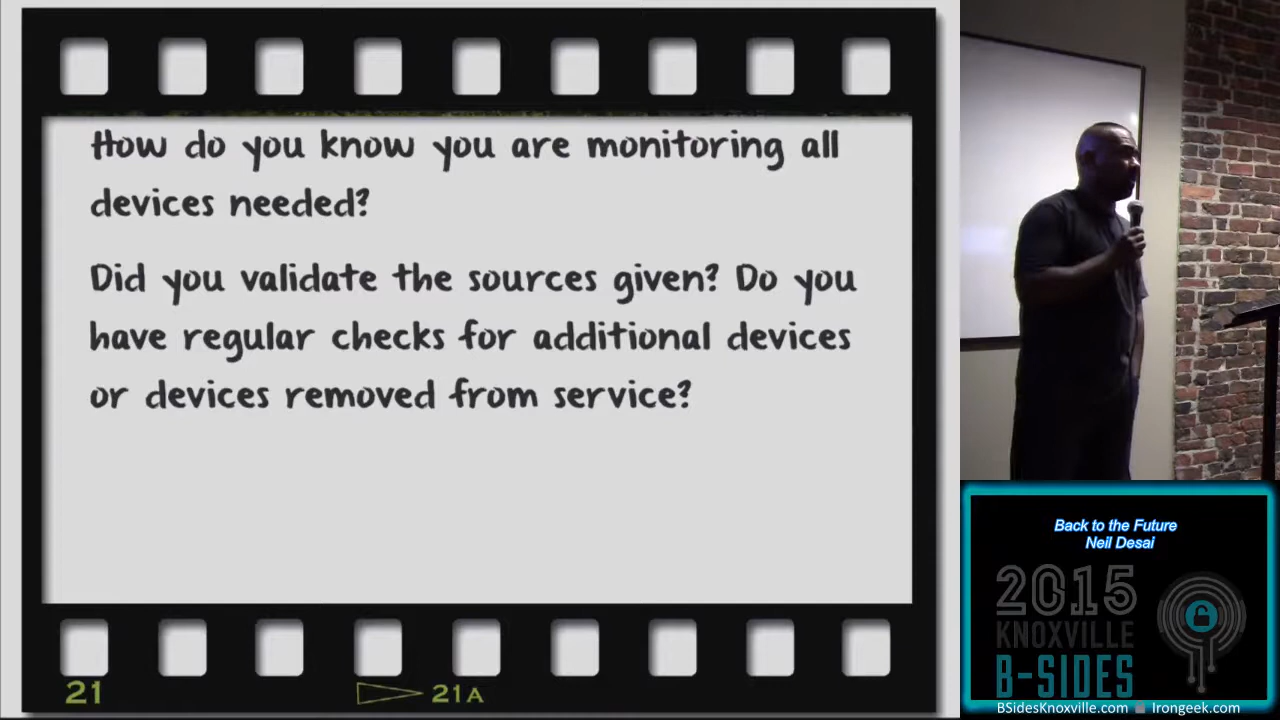 How do you know you are monitoring all
devices needed?
Did you validate the sources given? Do you
have regular checks for additional devices
or devices removed from service?
21
21A
Back to the Future
Neil Desai
2015
KNOXVILLE
B-SIDES
BSidesKnoxville.com Irongeek.com